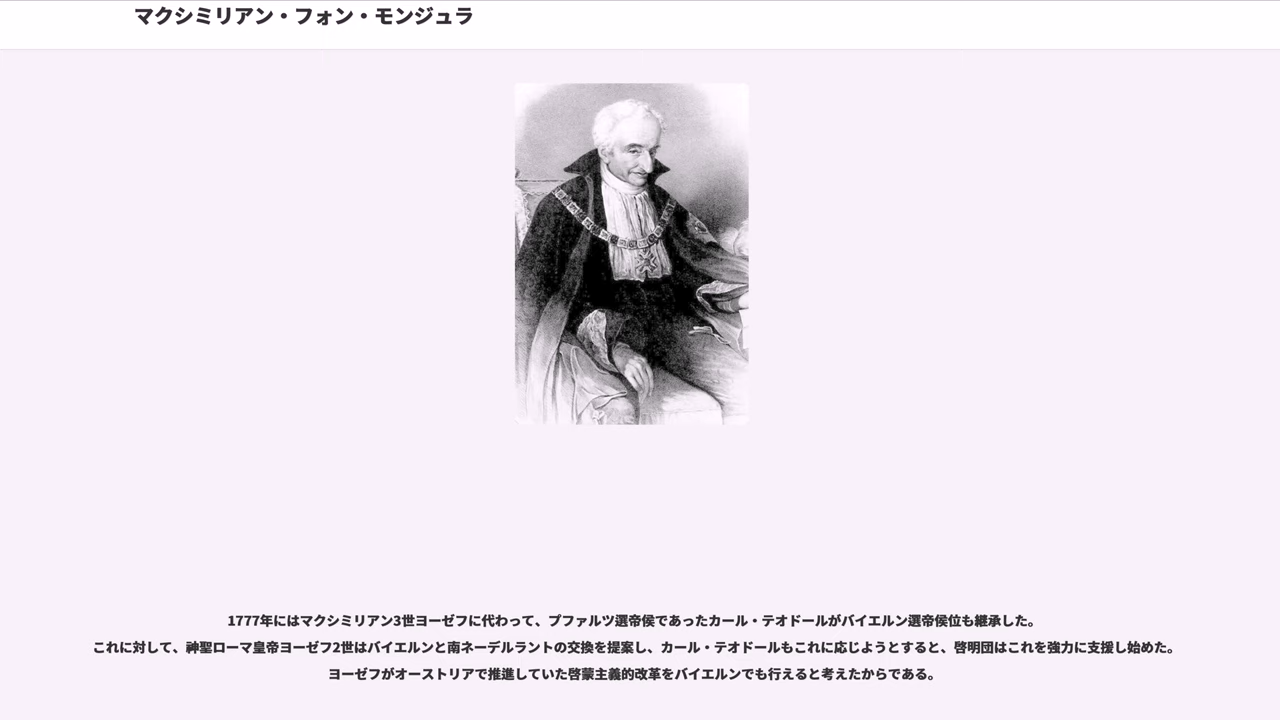 マクシミリアン・フォン・モンジュラ
1777年にはマクシミリアン3世ヨーゼフに代わって、プファルツ選帝侯であったカール・テオドールがバイエルン選帝侯位も継承した。
これに対して、神聖ローマ皇帝ヨーゼフ2世はバイエルンと南ネーデルラントの交換を提案し、カール・テオドールもこれに応じようとすると、啓明団はこれを強力に支援し始めた。
ヨーゼフがオーストリアで推進していた啓蒙主義的改革をバイエルンでも行えると考えたからである。